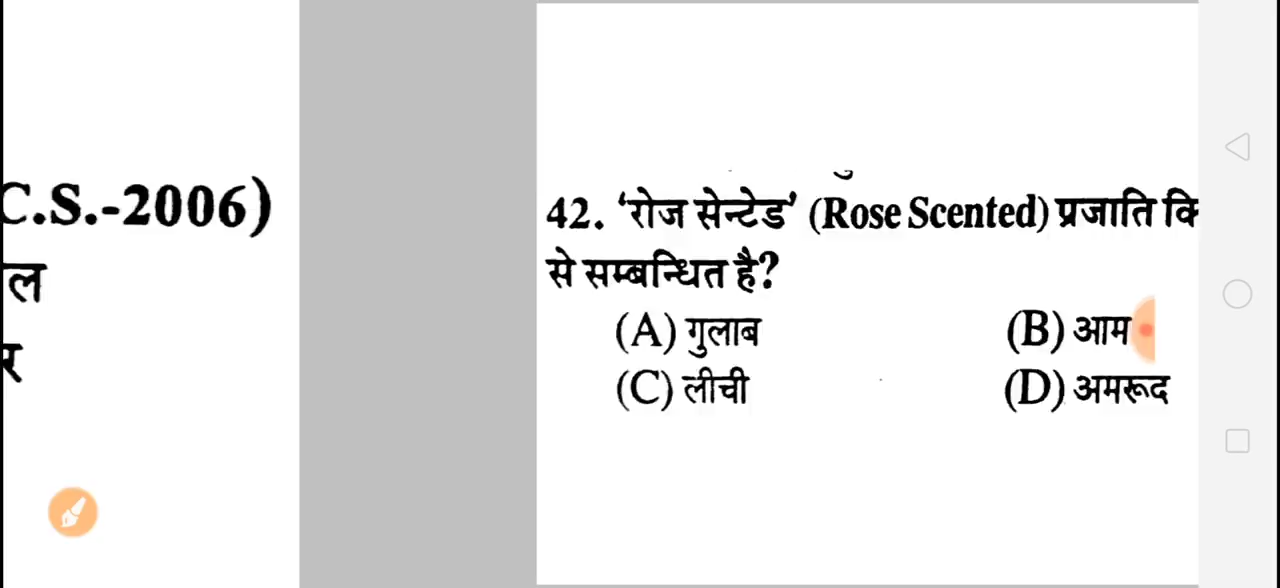 C.S.-2006)
ल
र
42. ‘रोज सेन्टेड’ (Rose Scented) प्रजाति कि
से सम्बन्धित है?
(A) गुलाब (B) आम
(C) लीची (D) अमरूद